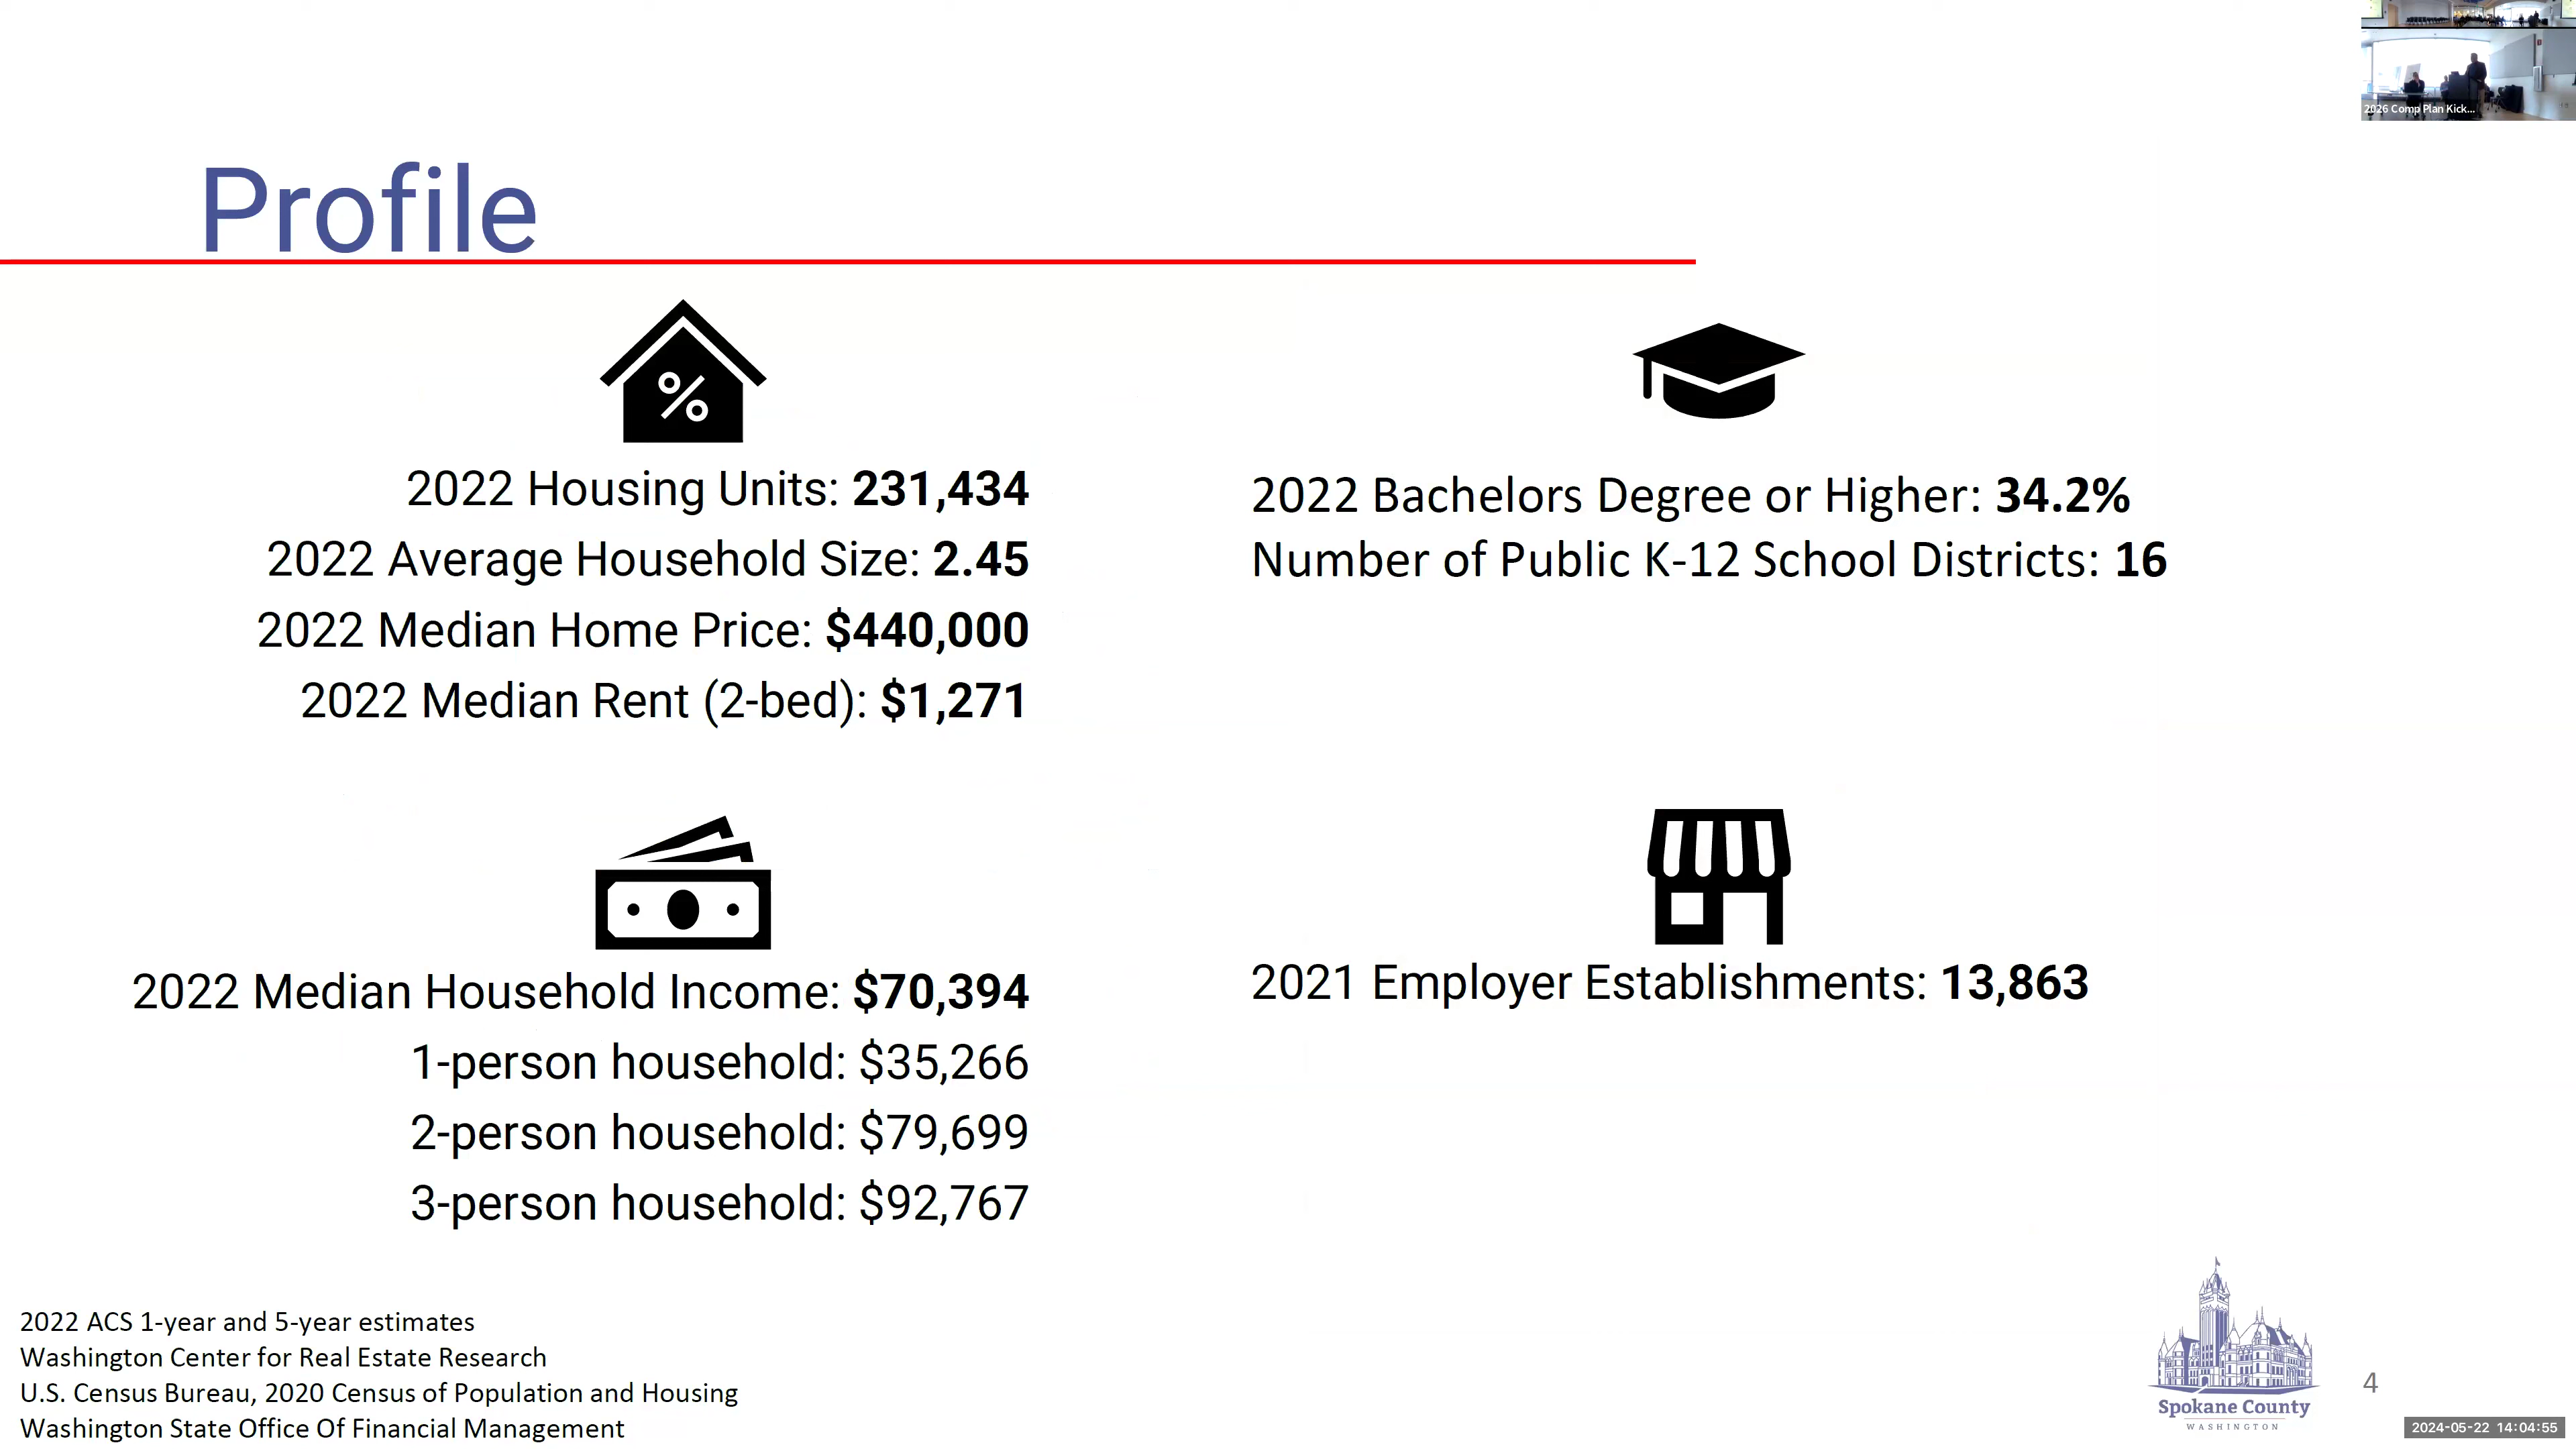 2026 Comp Plan Kick...
Profile
%
2022 Housing Units: 231,434
2022 Average Household Size: 2.45
2022 Median Home Price: $440,000
2022 Median Rent (2-bed): $1,271
2022 Bachelors Degree or Higher: 34.2%
Number of Public K-12 School Districts: 16
2022 Median Household Income: $70,394
1-person household: $35,266
2-person household: $79,699
3-person household: $92,767
2021 Employer Establishments: 13,863
2022 ACS 1-year and 5-year estimates
Washington Center for Real Estate Research
U.S. Census Bureau, 2020 Census of Population and Housing
Washington State Office Of Financial Management
Spokane County
WASHINGTON
4
2024-05-22 14:04:55